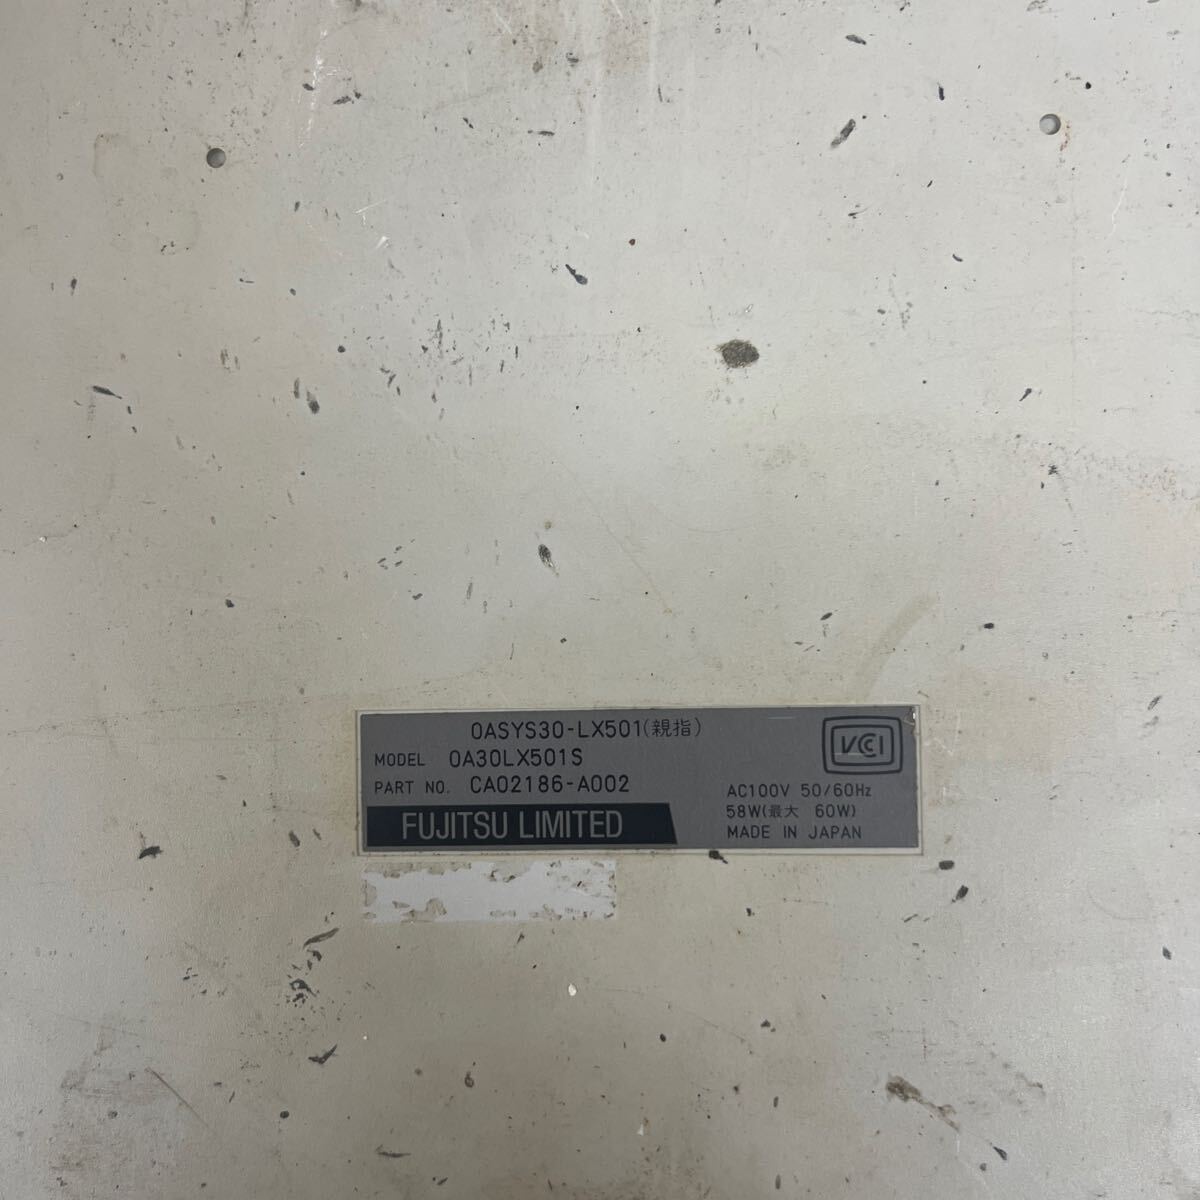 OASYS30-LX501(親指)
MODEL OA30LX501S
PART NO. CA02186-A002
FUJITSU LIMITED
VCCI
AC100V 50/60Hz
58W(最大 60W)
MADE IN JAPAN